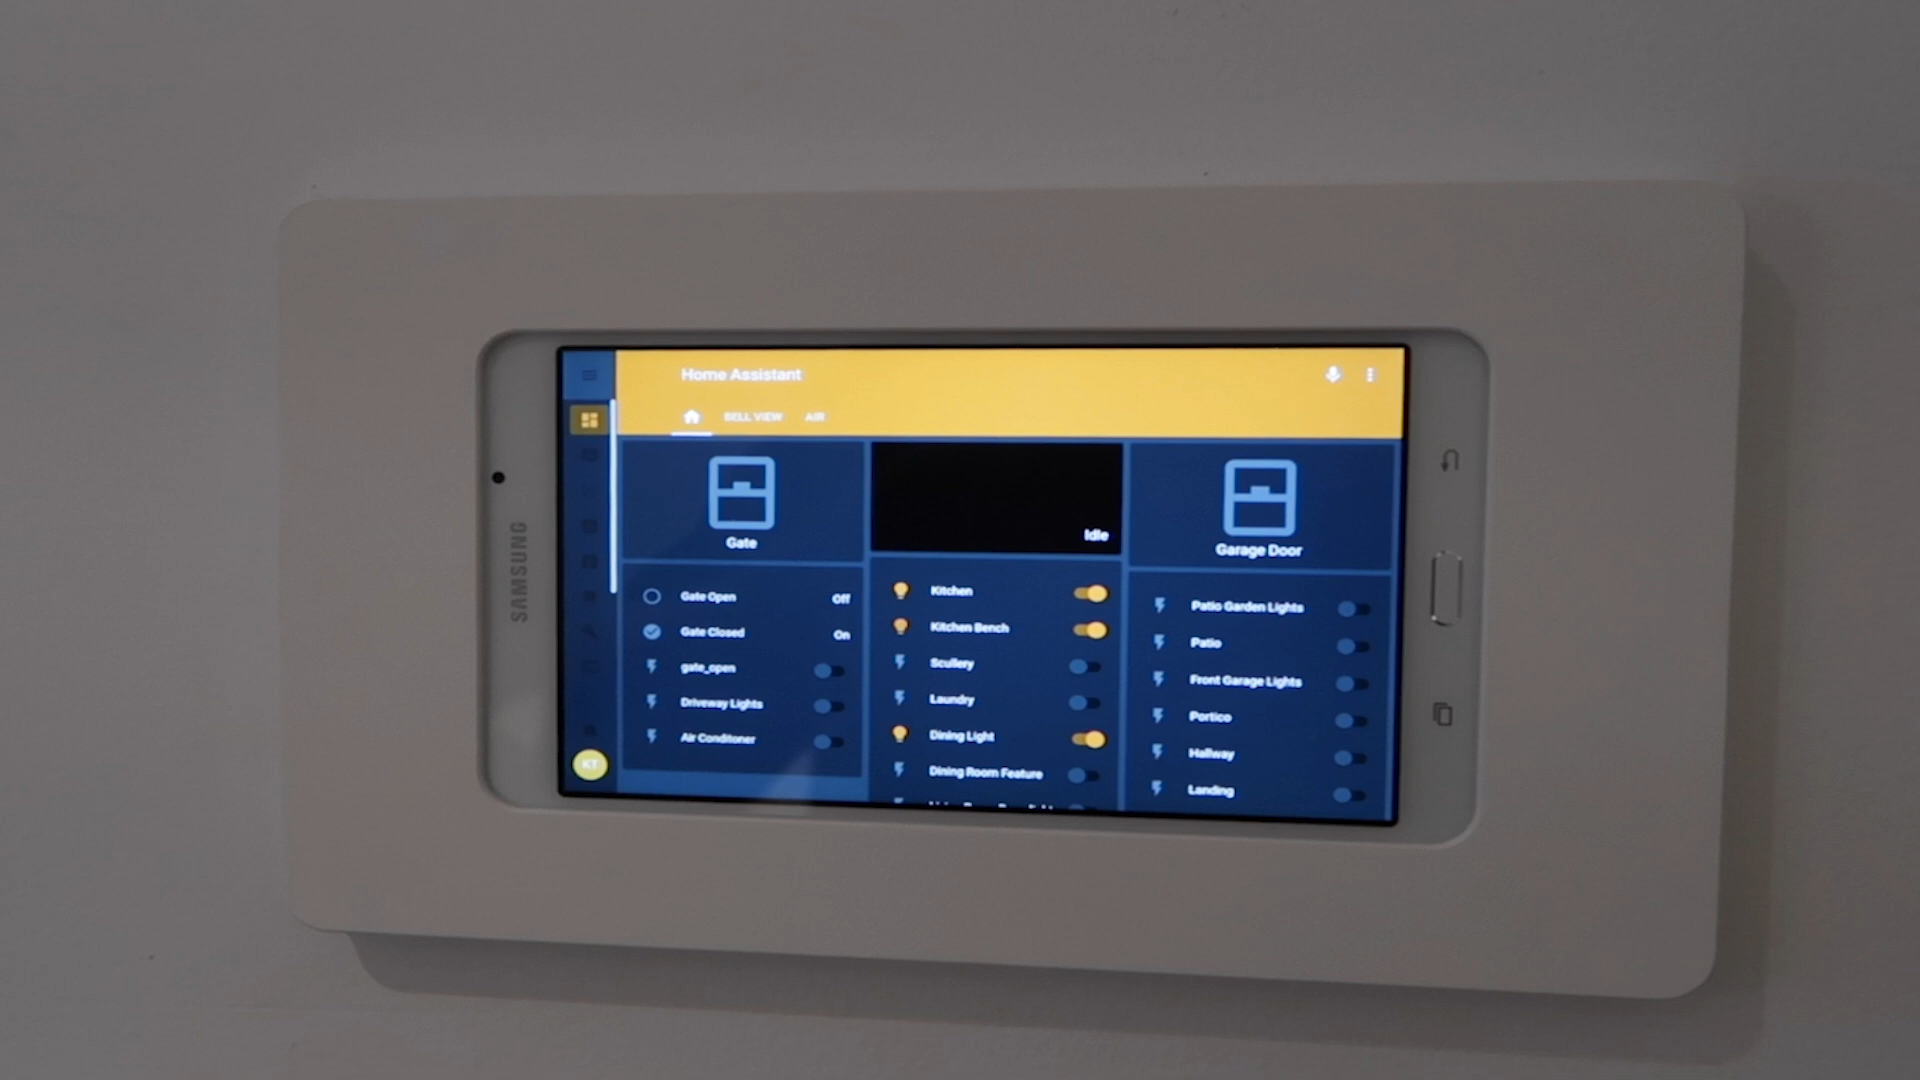 SAMSUNG
Home Assistant
BELL VIEW AIR
Gate
Gate Open Off
Gate Closed On
gate_open
Driveway Lights
Air Conditoner
KT
Idle
Kitchen
Kitchen Bench
Scullery
Laundry
Dining Light
Dining Room Feature
Garage Door
Patio Garden Lights
Patio
Front Garage Lights
Portico
Hallway
Landing